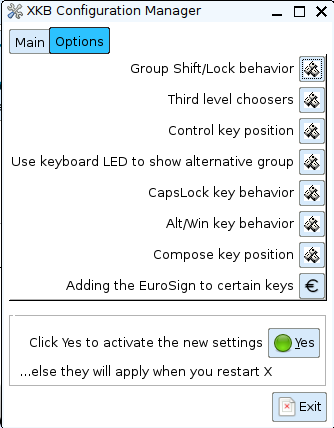 XKB Configuration Manager
Main Options
Group Shift/Lock behavior
Third level choosers
Control key position
Use keyboard LED to show alternative group
CapsLock key behavior
Alt/Win key behavior
Compose key position
Adding the EuroSign to certain keys €
Click Yes to activate the new settings Yes
...else they will apply when you restart X
Exit